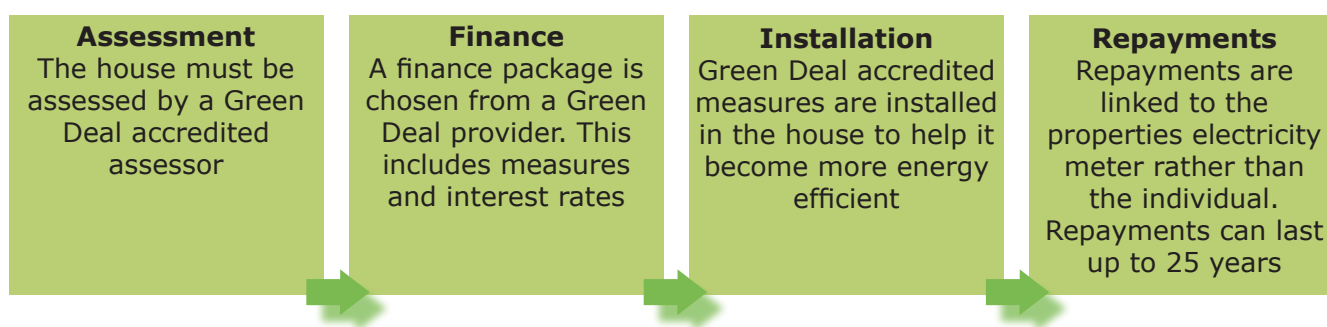 Assessment
The house must be
assessed by a Green
Deal accredited
assessor
Finance
A finance package is
chosen from a Green
Deal provider. This
includes measures
and interest rates
Installation
Green Deal accredited
measures are installed
in the house to help it
become more energy
efficient
Repayments
Repayments are
linked to the
properties electricity
meter rather than
the individual.
Repayments can last
up to 25 years